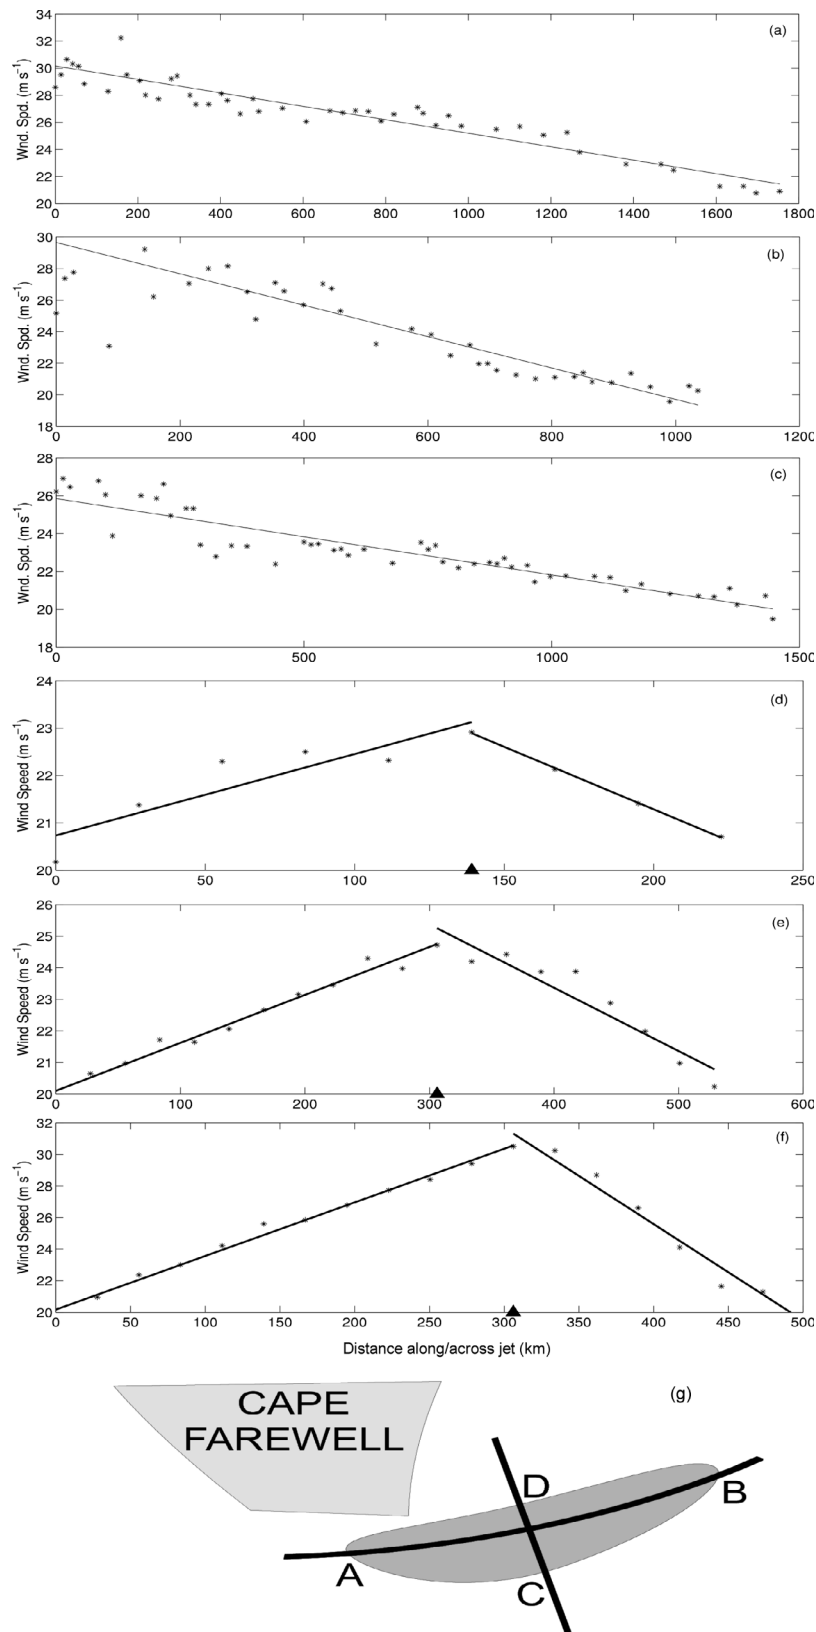 34
32
30
28
26
24
22
20
Wnd. Spd. (m s⁻¹)
(a)
0 200 400 600 800 1000 1200 1400 1600 1800
30
28
26
24
22
20
18
Wnd. Spd. (m s⁻¹)
(b)
0 200 400 600 800 1000 1200
28
26
24
22
20
18
Wnd. Spd. (m s⁻¹)
(c)
0 500 1000 1500
24
23
22
21
20
Wind Speed (m s⁻¹)
(d)
0 50 100 150 200 250
26
25
24
23
22
21
20
Wind Speed (m s⁻¹)
(e)
0 100 200 300 400 500 600
32
30
28
26
24
22
20
Wind Speed (m s⁻¹)
(f)
0 50 100 150 200 250 300 350 400 450 500
Distance along/across jet (km)
(g)
CAPE
FAREWELL
D
B
A
C